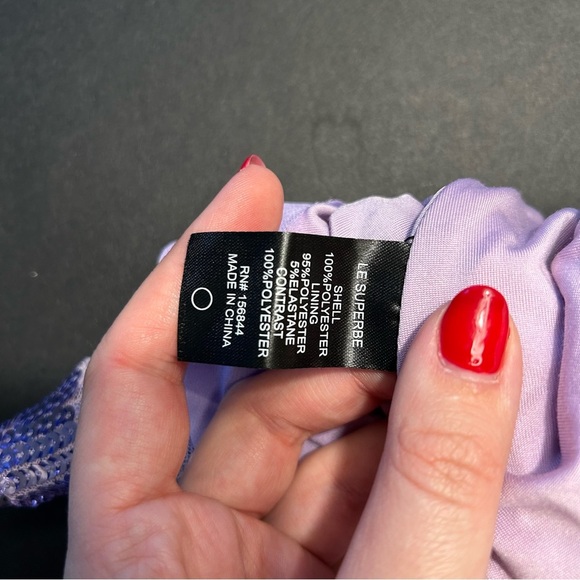 LE SUPERBE
SHELL
100%POLYESTER
LINING
95%POLYESTER
5%ELASTANE
CONTRAST
100%POLYESTER
RN# 156844
MADE IN CHINA